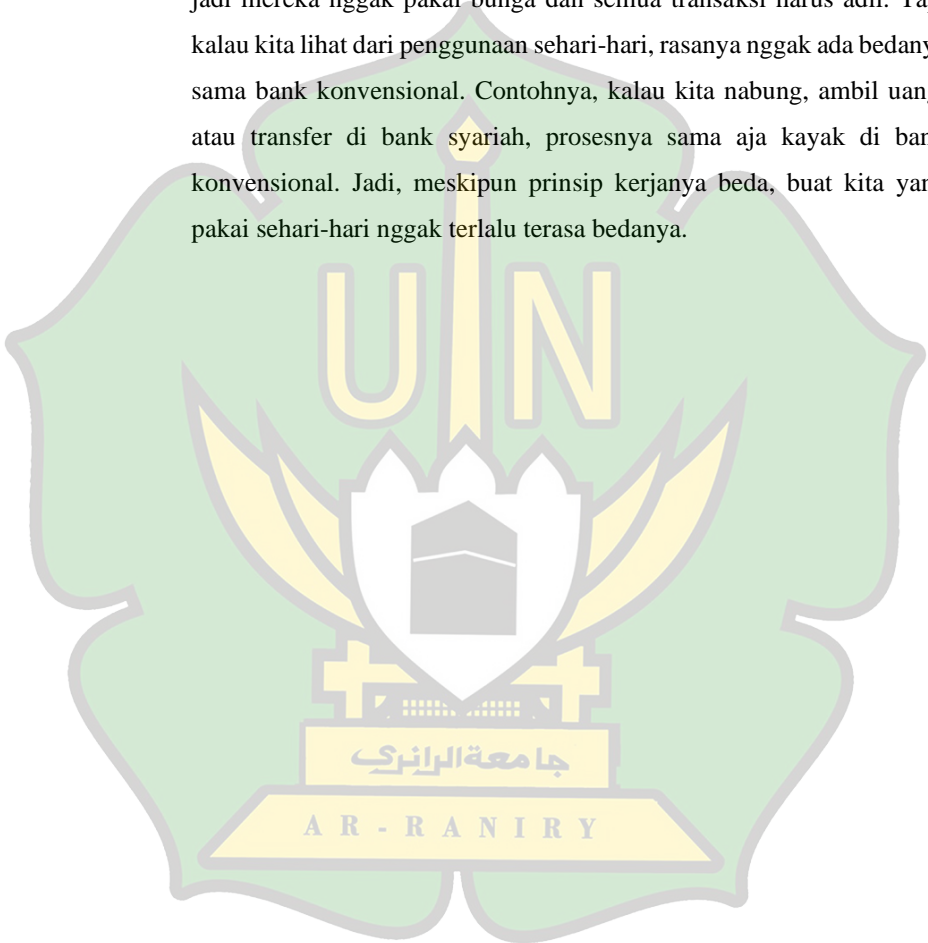 jadi mereka nggak pakai bunga dan semua transaksi harus adil. Ta
kalau kita lihat dari penggunaan sehari-hari, rasanya nggak ada bedany
sama bank konvensional. Contohnya, kalau kita nabung, ambil uang
atau transfer di bank syariah, prosesnya sama aja kayak di ban
konvensional. Jadi, meskipun prinsip kerjanya beda, buat kita yan
pakai sehari-hari nggak terlalu terasa bedanya.
UIN
جامعةالرانري
AR-RANIRY